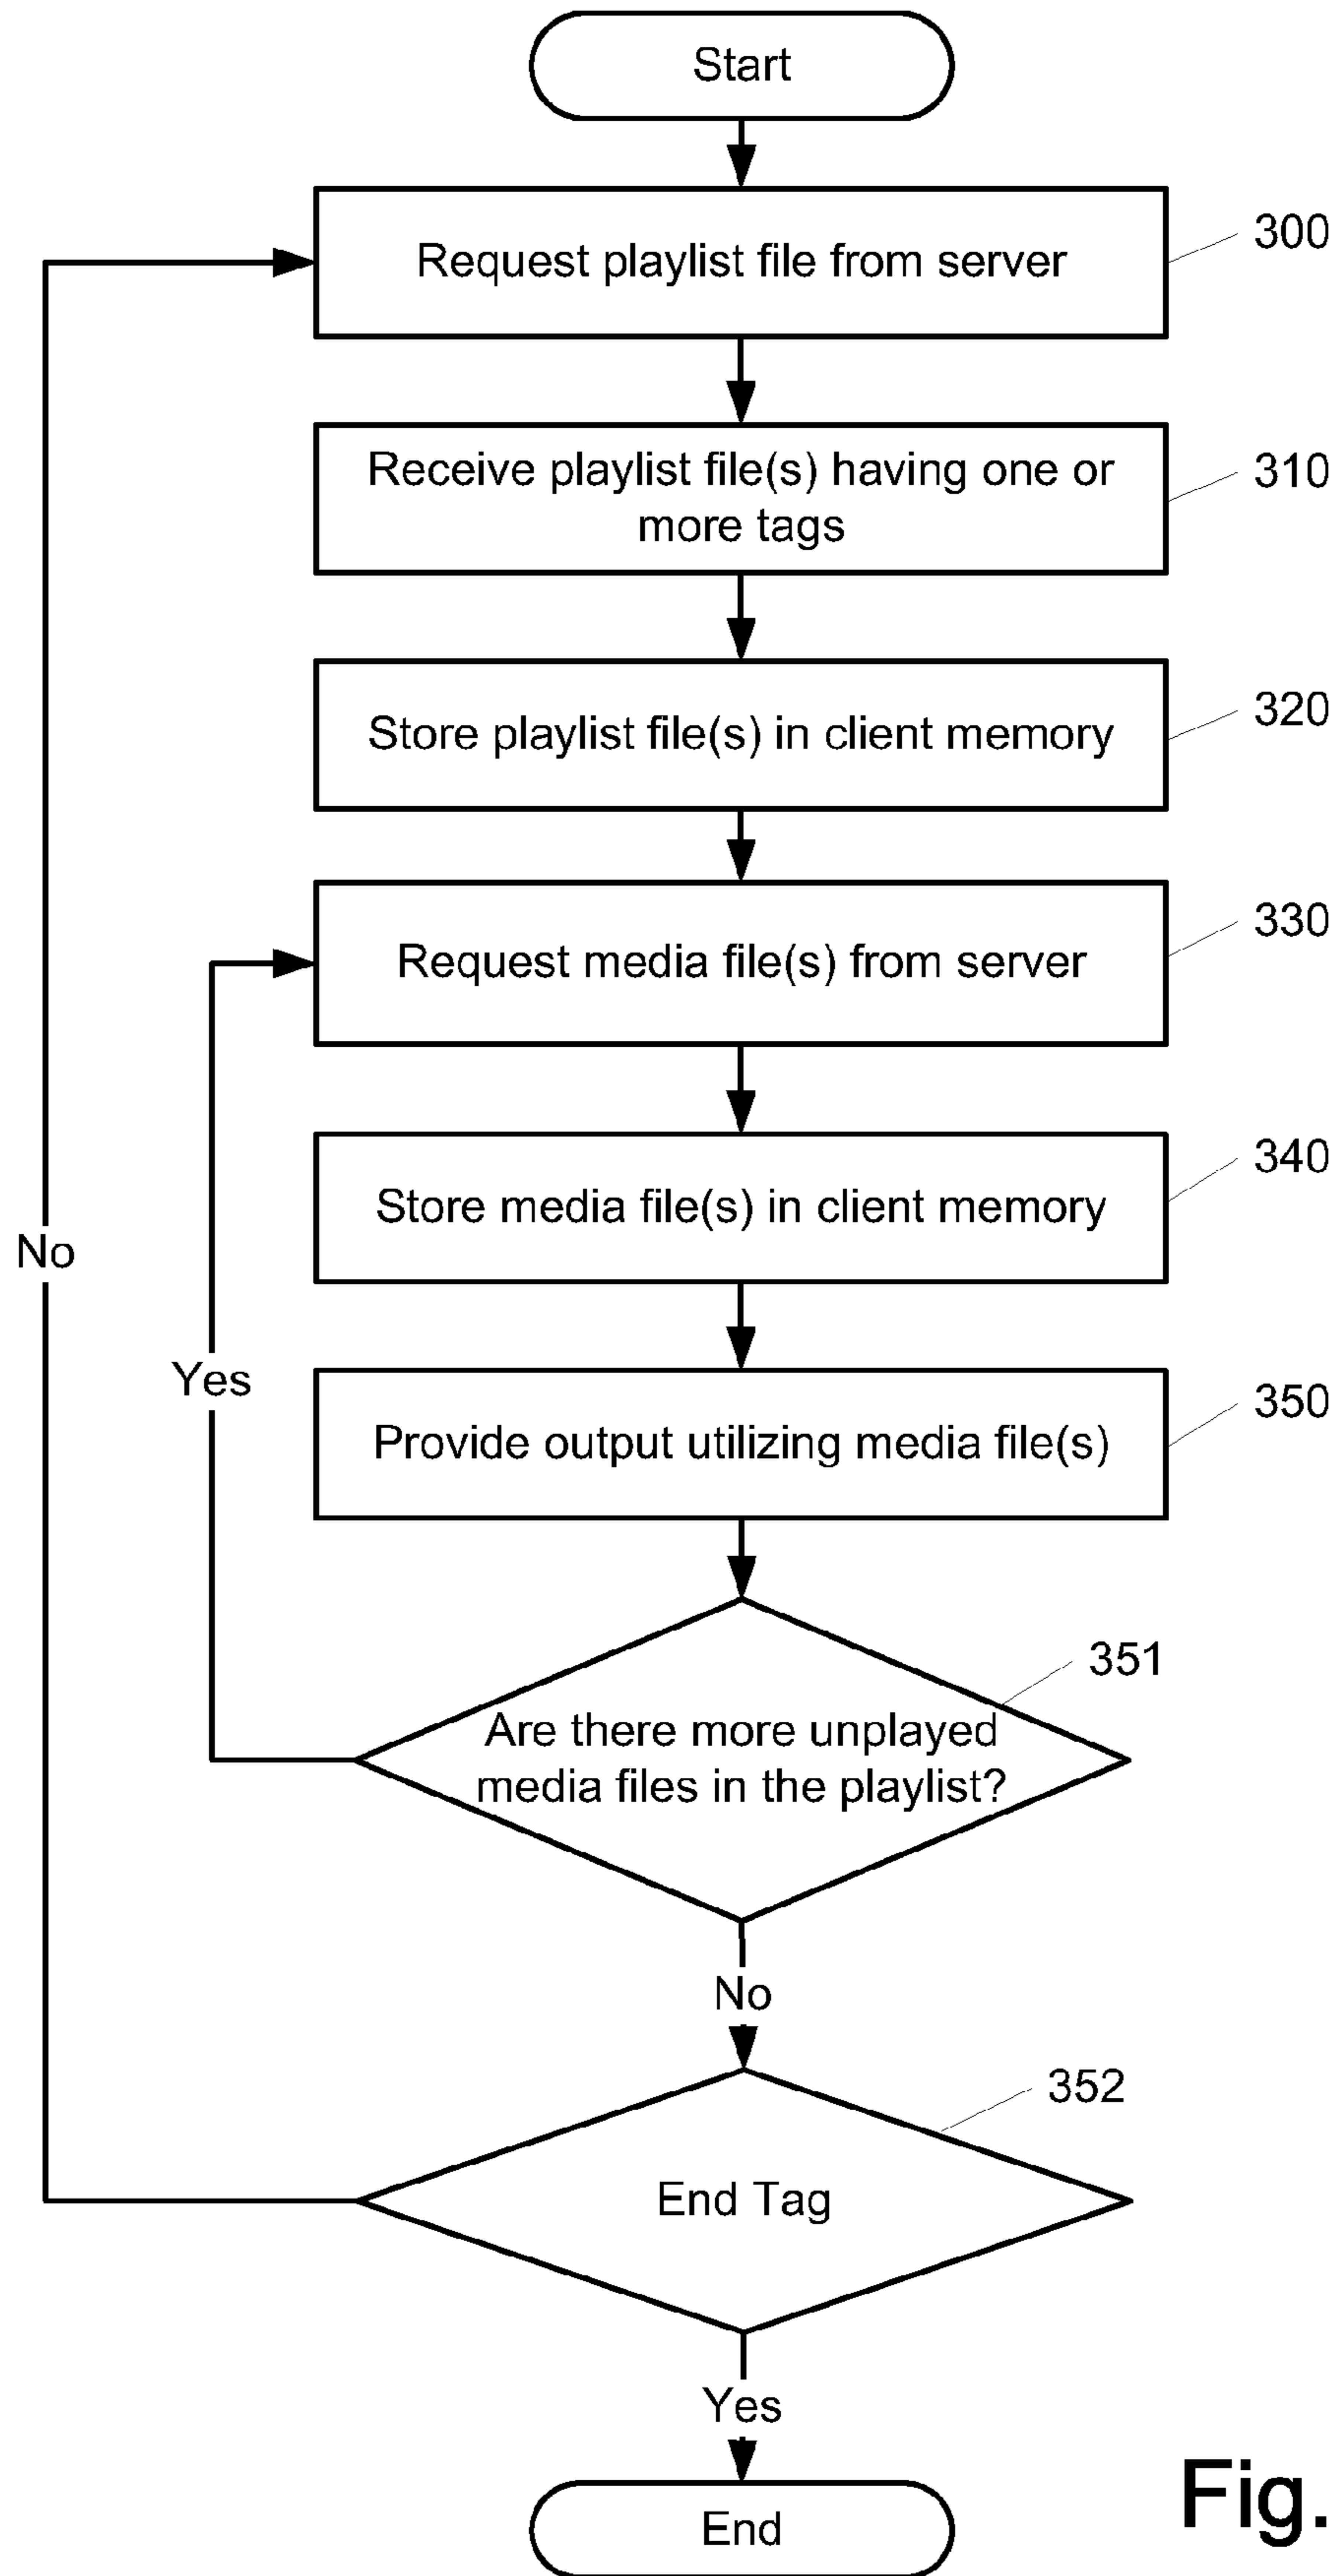 Start
Request playlist file from server
300
Receive playlist file(s) having one or
more tags
310
Store playlist file(s) in client memory
320
Request media file(s) from server
330
Store media file(s) in client memory
340
No
Yes
Provide output utilizing media file(s)
350
351
Are there more unplayed
media files in the playlist?
No
352
End Tag
Yes
End
Fig.